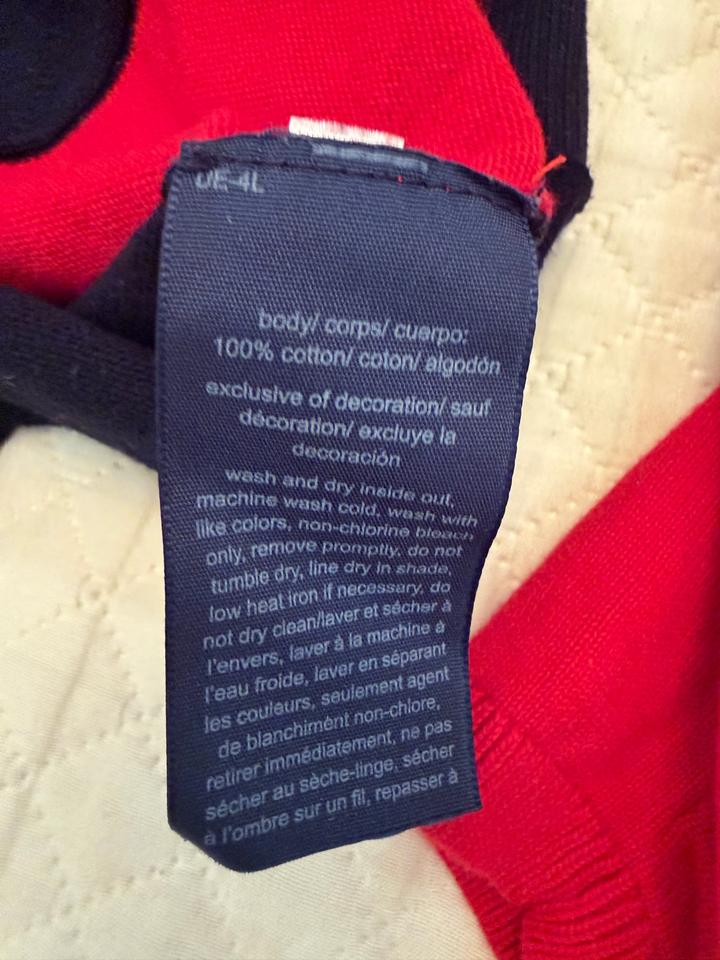 body/ corps/ cuerpo:
100% cotton/ coton/ algodón
exclusive of decoration/ sauf
décoration/ excluye la
decoración
wash and dry inside out,
machine wash cold, wash with
like colors, non-chlorine bleach
only, remove promptly, do not
tumble dry, line dry in shade,
low heat iron if necessary, do
not dry clean/laver et sécher à
l'envers, laver à la machine à
l'eau froide, laver en séparant
les couleurs, seulement agent
de blanchiment non-chlore,
retirer immédiatement, ne pas
sécher au sèche-linge, sécher
à l'ombre sur un fil, repasser à